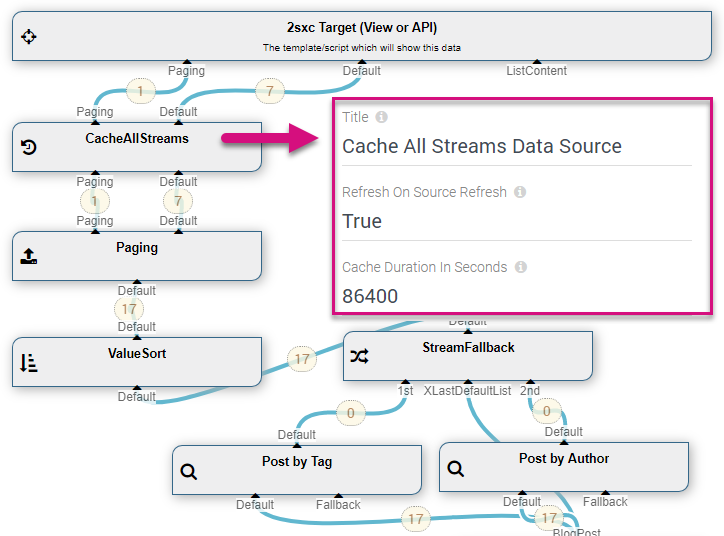 2sxc Target (View or API)
The template/script which will show this data
Paging Default ListContent
1 7
Paging Default
CacheAllStreams
Paging Default
1 7
Paging Default
Paging
Default
17
Default
ValueSort
Default
Title
Cache All Streams Data Source
Refresh On Source Refresh
True
Cache Duration In Seconds
86400
17
Default
StreamFallback
1st XLastDefaultList 2nd
0 0
Default Default
Post by Tag Post by Author
Default Fallback Default Fallback
17 17
BlogPost